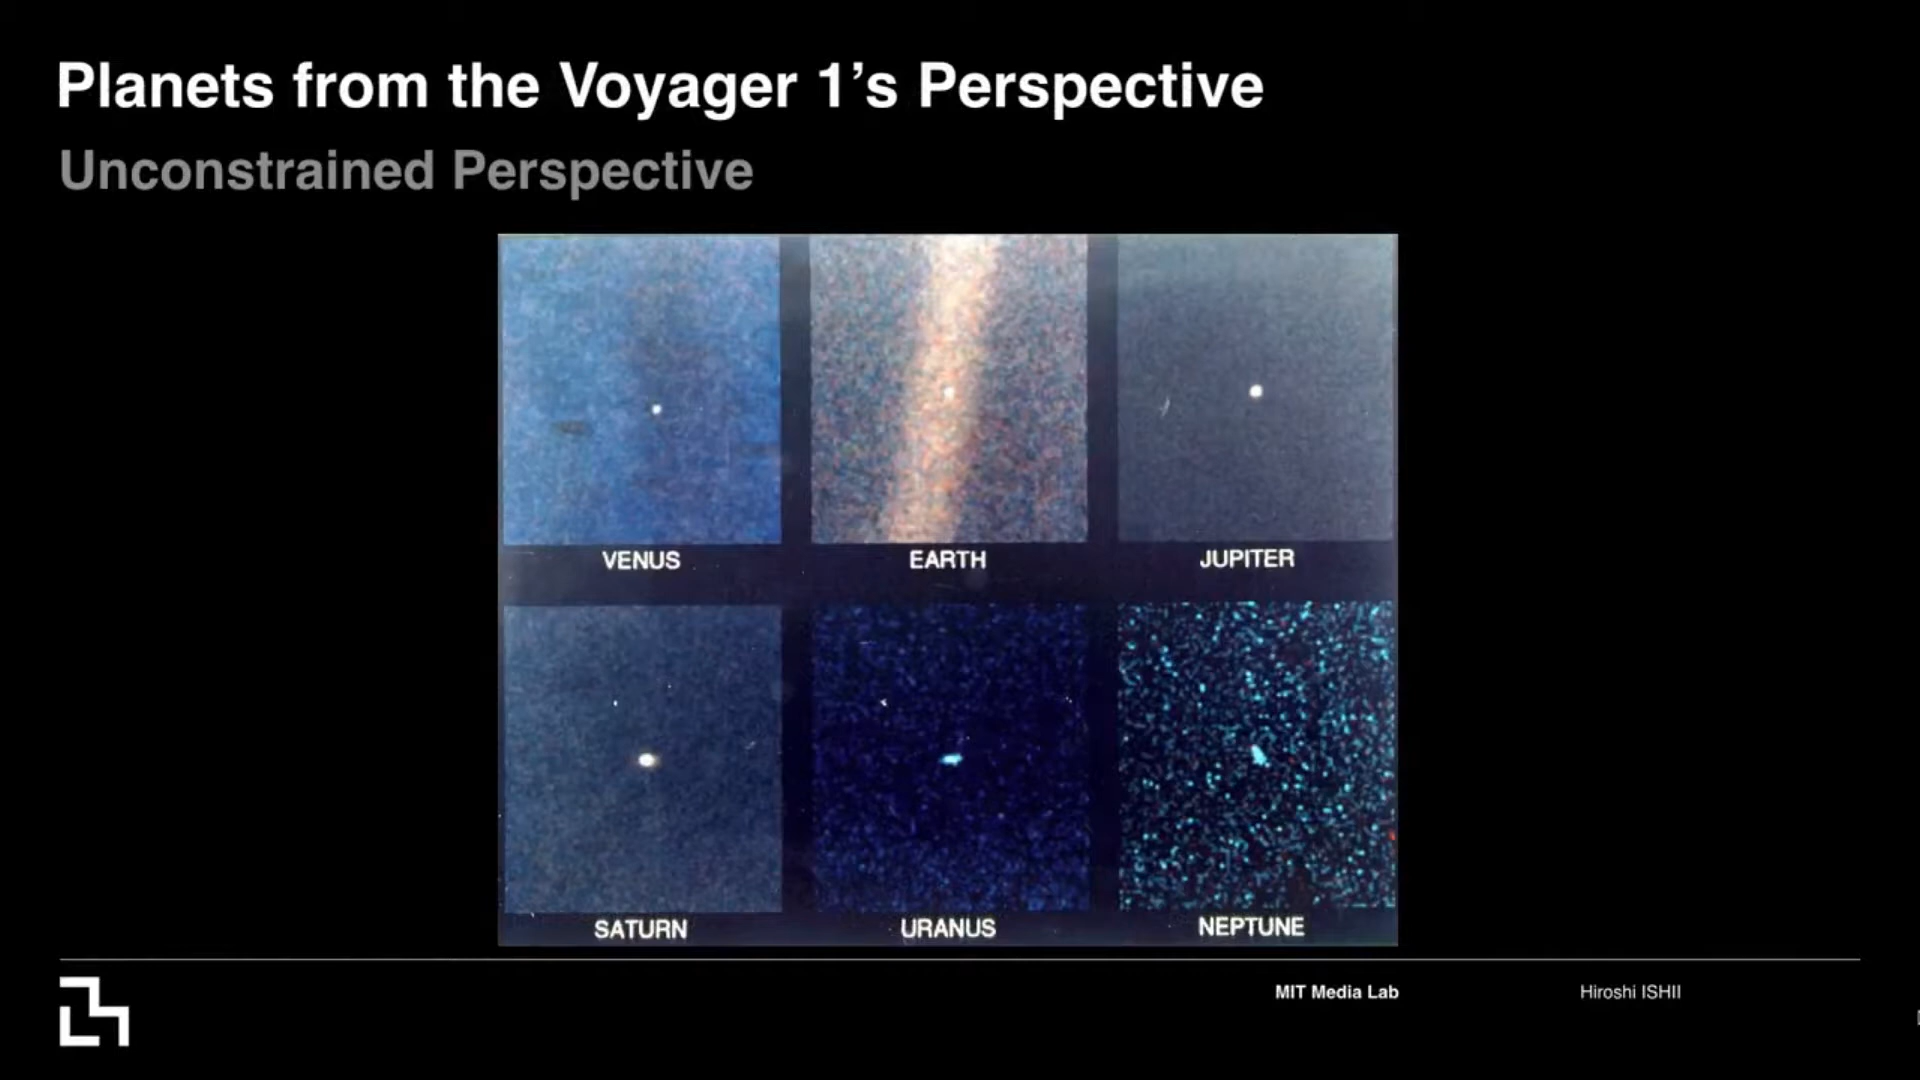 Planets from the Voyager 1’s Perspective
Unconstrained Perspective
VENUS
EARTH
JUPITER
SATURN
URANUS
NEPTUNE
MIT Media Lab
Hiroshi ISHII